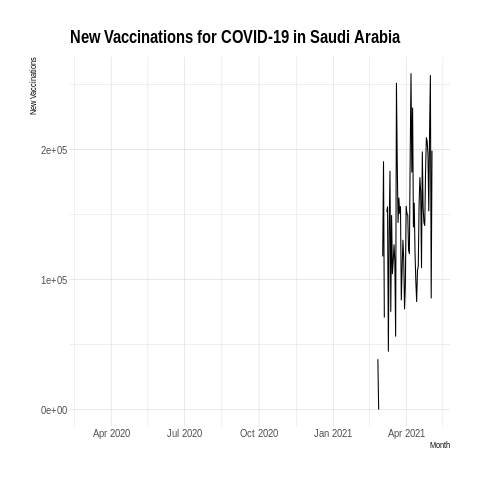 New Vaccinations for COVID-19 in Saudi Arabia
New Vaccinations
2e+05
1e+05
0e+00
Apr 2020 Jul 2020 Oct 2020 Jan 2021 Apr 2021
Month